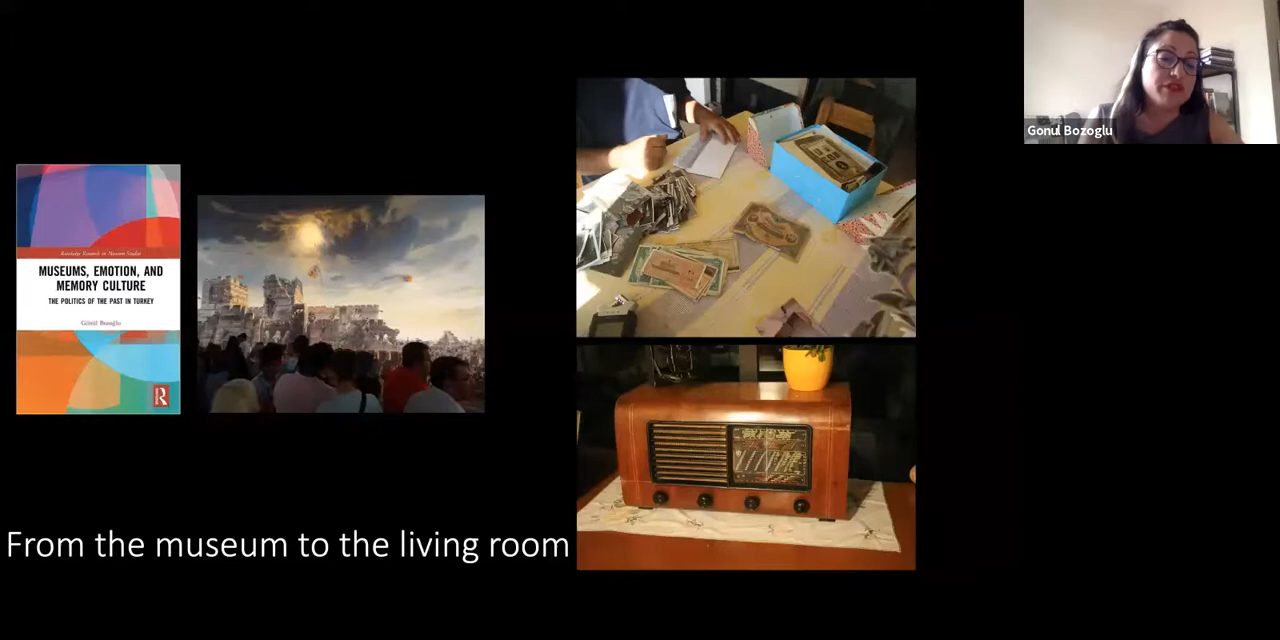 Gonul Bozoglu
Routledge Research in Museum Studies
MUSEUMS, EMOTION, AND
MEMORY CULTURE
THE POLITICS OF THE PAST IN TURKEY
Gönül Bozoğlu
R
From the museum to the living room